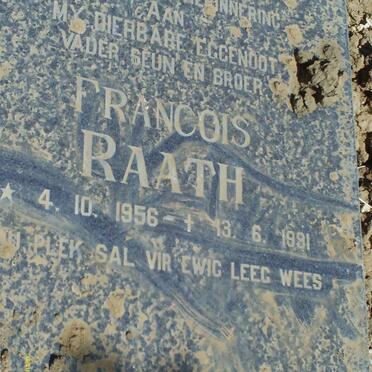 AAN
MY DIERBARE EGGENOOT
VADER SEUN EN BROER
FRANCOIS
RAATH
★ 4. 10. 1956 - † 13. 6. 1991
PLEK SAL VIR EWIG LEEG WEES